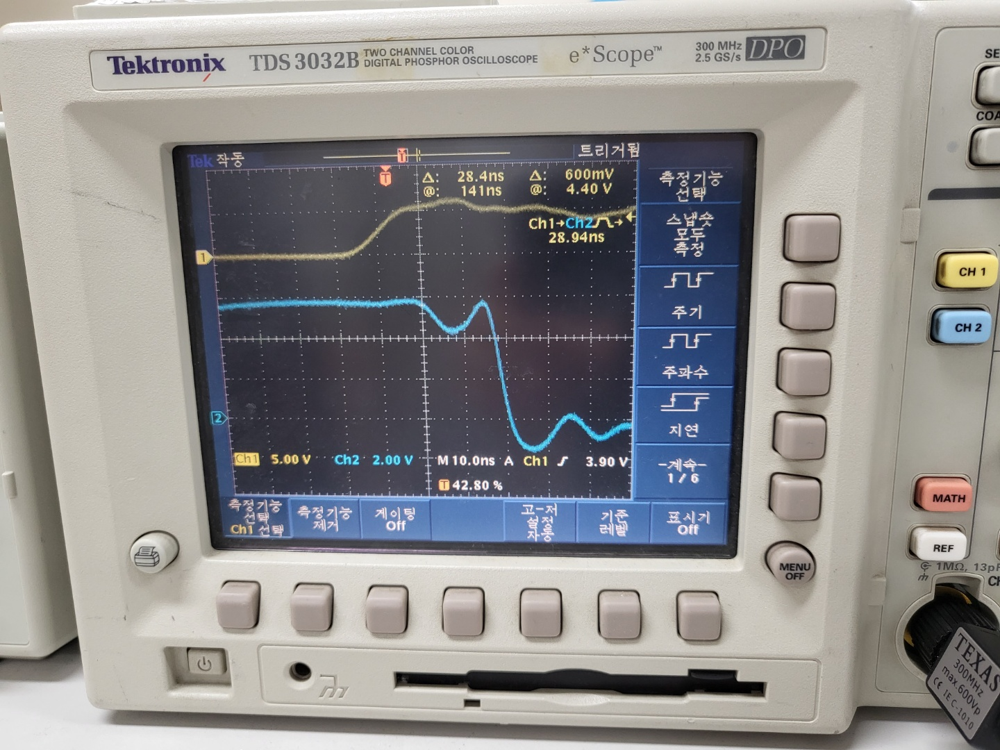 Tektronix TDS 3032B TWO CHANNEL COLOR
DIGITAL PHOSPHOR OSCILLOSCOPE
e*Scope™
300 MHz
2.5 GS/s
DPO
SE
COA
Tek 작동
T
트리거됨
T
Δ: 28.4ns Δ: 600mV
@: 141ns @: 4.40 V
Ch1→Ch2
28.94ns
1
2
Ch1 5.00 V Ch2 2.00 V M 10.0ns A Ch1 3.90 V
T 42.80 %
측정기능
선택
스냅숏
모두
측정
주기
주파수
지연
-계속-
1 / 6
측정기능
선택
Ch1 선택
측정기능
제거
게이팅
Off
고-저
설정
자동
기준
레벨
표시기
Off
MENU
OFF
CH 1
CH 2
MATH
REF
1MΩ, 13pF
CH
TEXAS
300MHz
max.600Vp
CE IEC-1010